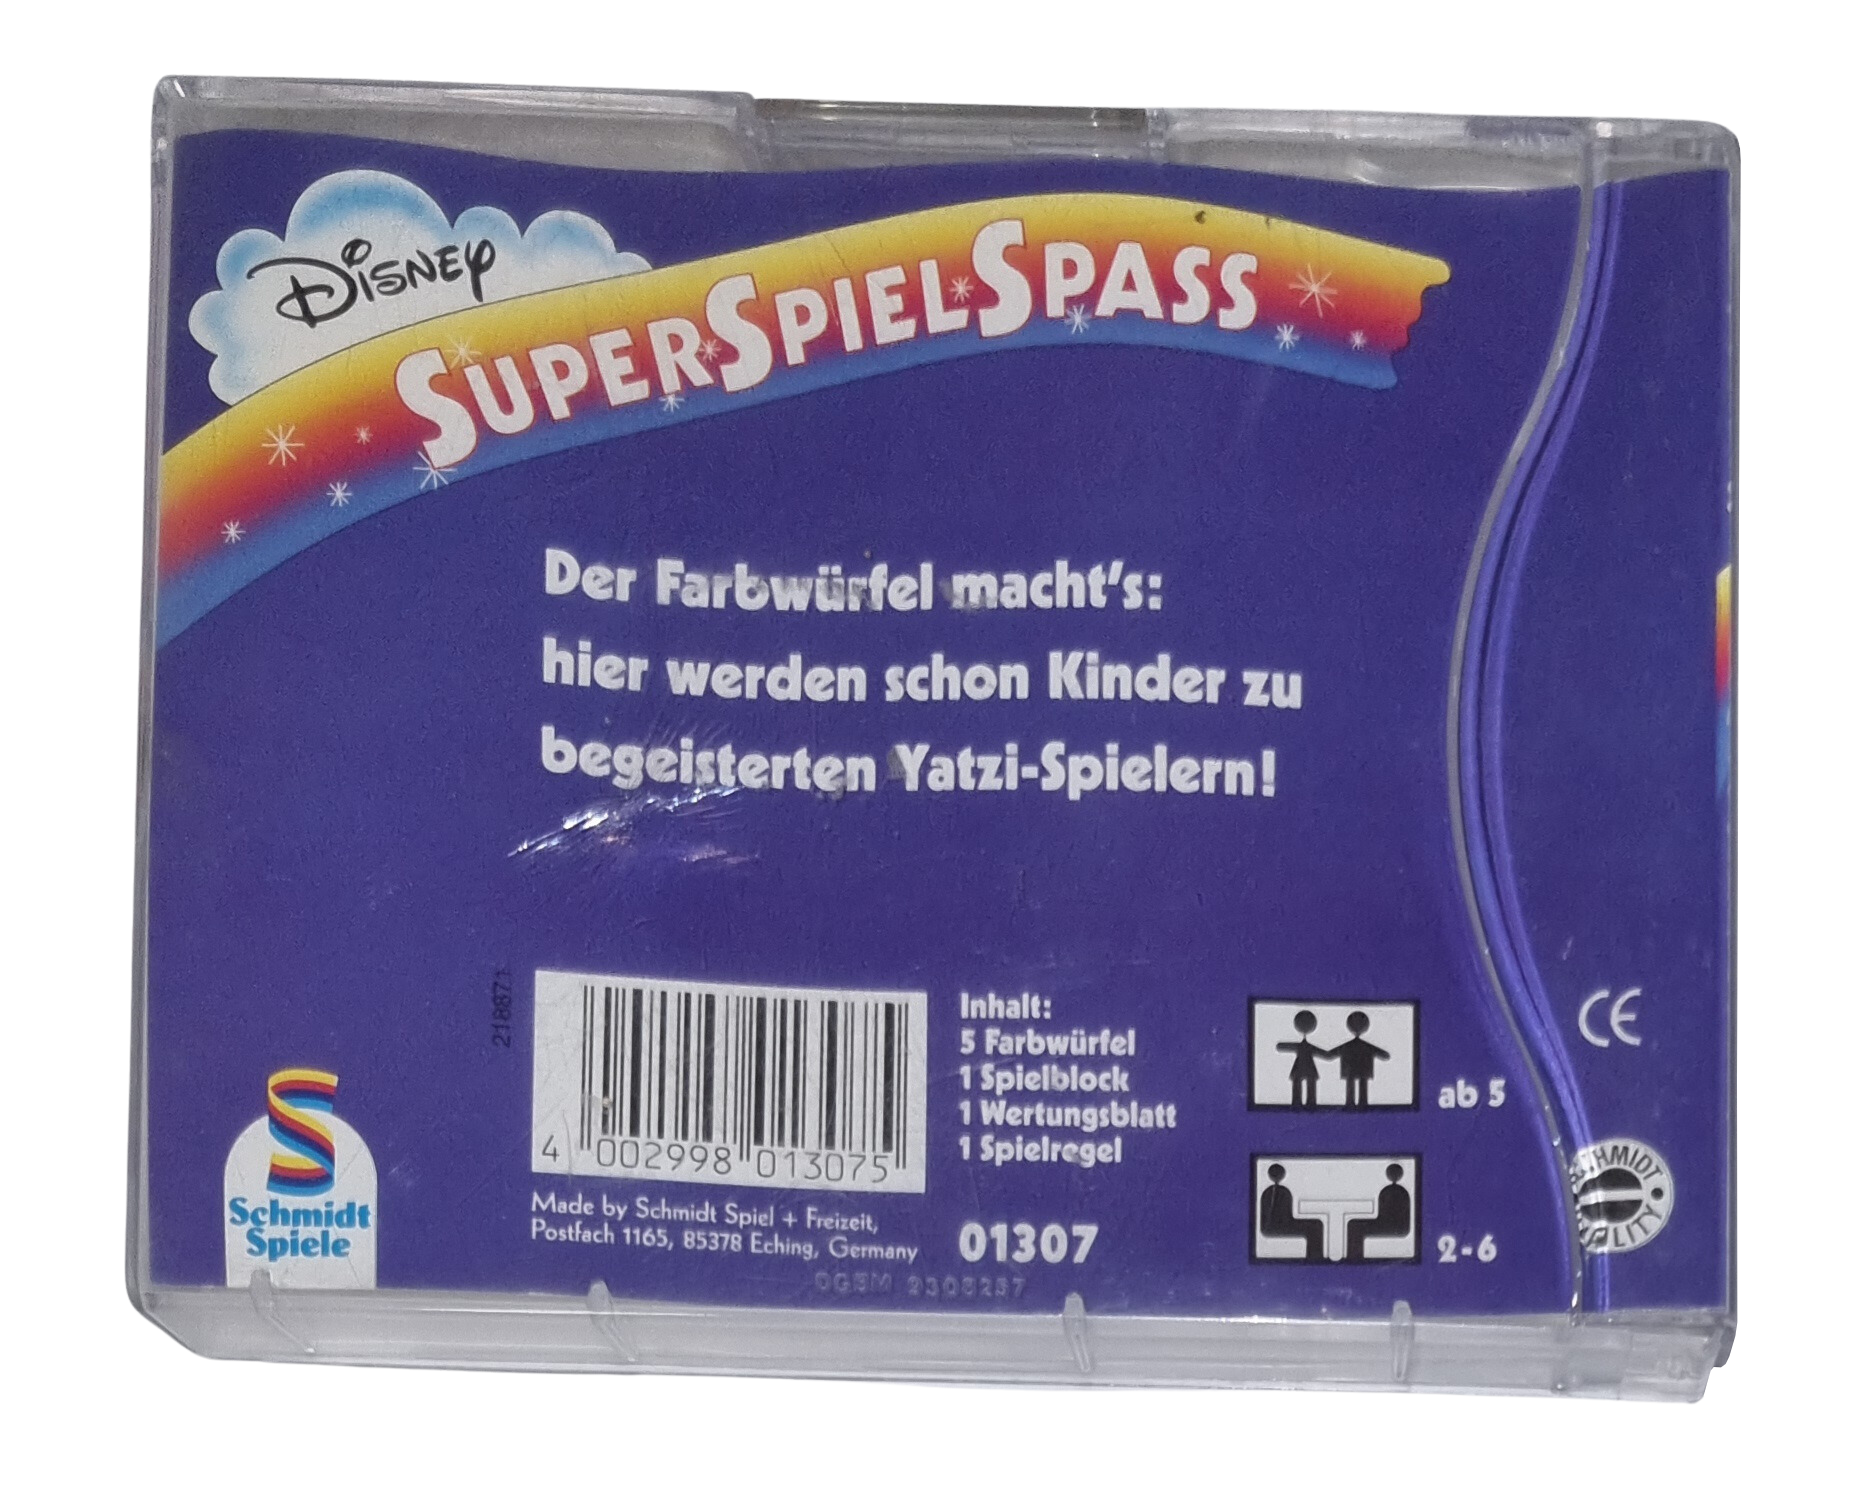 Disney
SuperSpielSpass
Der Farbwürfel macht's:
hier werden schon Kinder zu
begeisterten Yatzi-Spielern!
218871
4 002998 013075
Made by Schmidt Spiel + Freizeit,
Postfach 1165, 85378 Eching, Germany
Inhalt:
5 Farbwürfel
1 Spielblock
1 Wertungsblatt
1 Spielregel
01307
ab 5
2-6
CE
Schmidt
Spiele